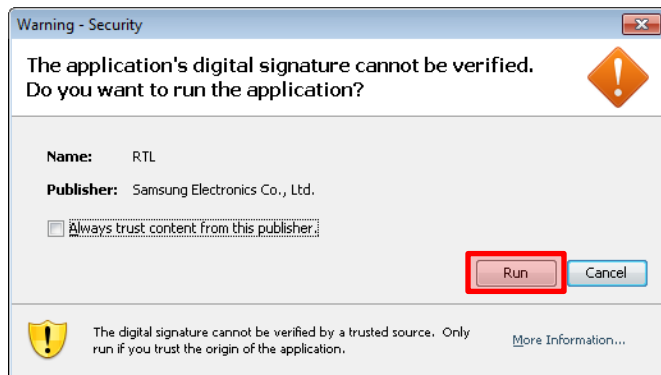 Warning - Security
The application's digital signature cannot be verified.
Do you want to run the application?
Name: RTL
Publisher: Samsung Electronics Co., Ltd.
Always trust content from this publisher.
Run Cancel
The digital signature cannot be verified by a trusted source. Only
run if you trust the origin of the application.
More Information...